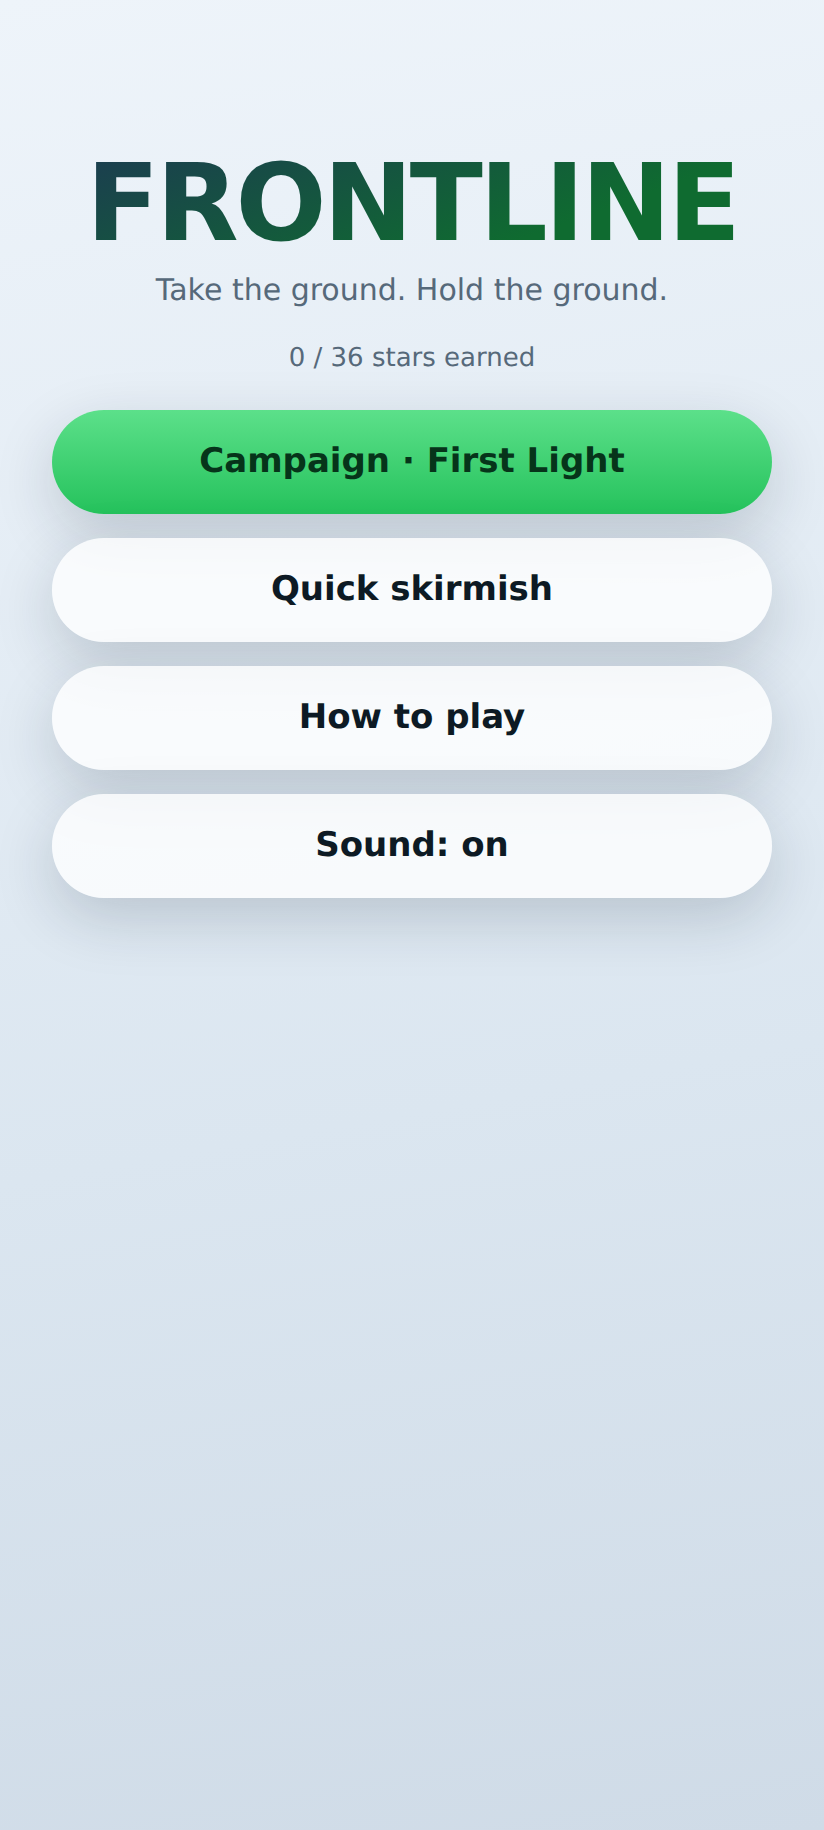 FRONTLINE
Take the ground. Hold the ground.
0 / 36 stars earned
Campaign · First Light
Quick skirmish
How to play
Sound: on